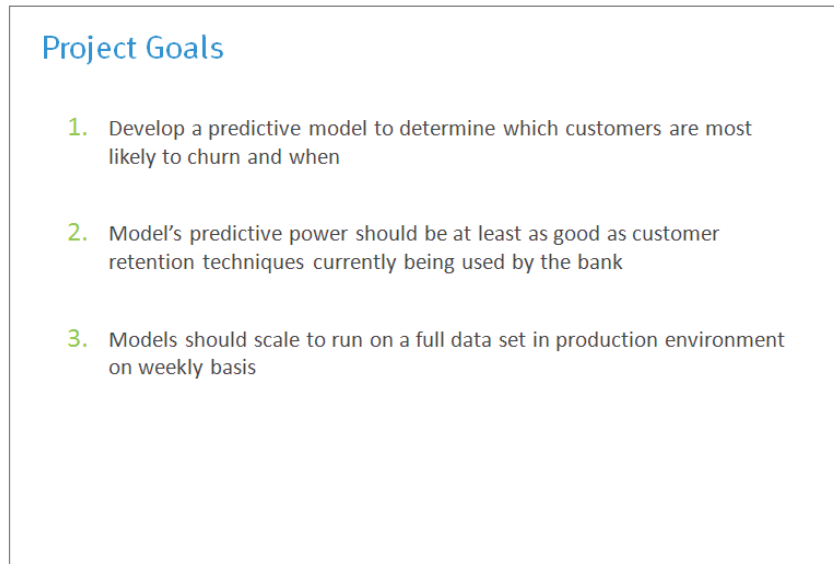 Project Goals
1. Develop a predictive model to determine which customers are most
likely to churn and when
2. Model’s predictive power should be at least as good as customer
retention techniques currently being used by the bank
3. Models should scale to run on a full data set in production environment
on weekly basis